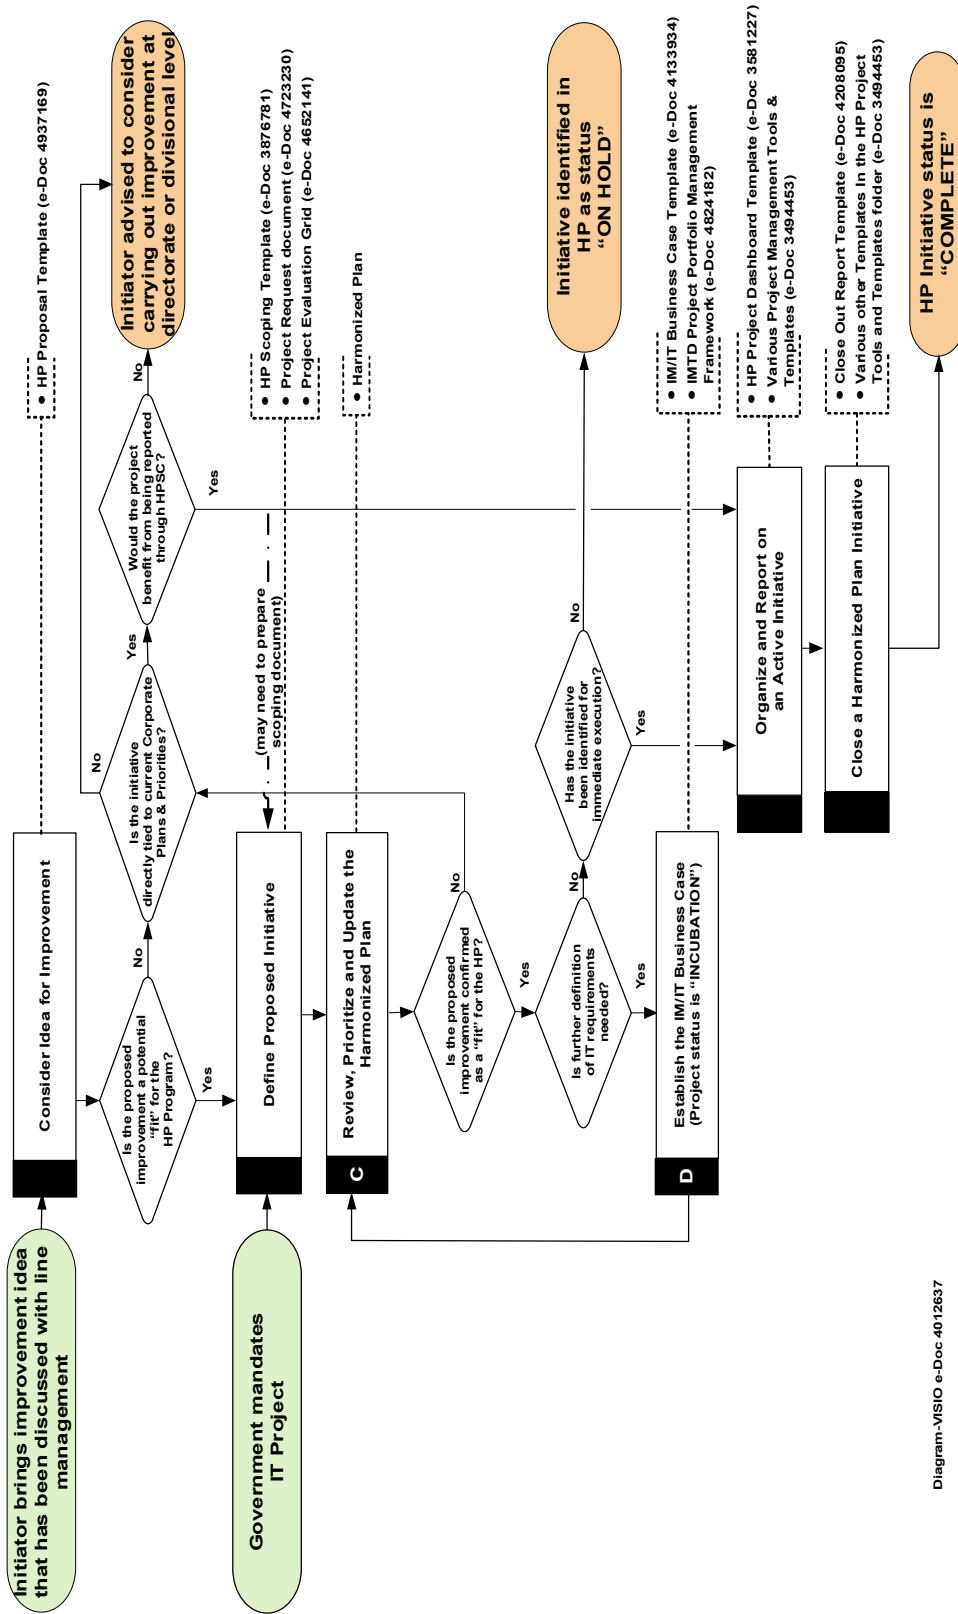 Initiator brings improvement idea
that has been discussed with line
management
Consider Idea for Improvement
● HP Proposal Template (e-Doc 4937169)
Is the proposed
improvement a potential
“fit” for the
HP Program?
No
Yes
Is the initiative
directly tied to current Corporate
Plans & Priorities?
No
Yes
Would the project
benefit from being reported
through HPSC?
No
Yes
Initiator advised to consider
carrying out improvement at
directorate or divisional level
Government mandates
IT Project
Define Proposed Initiative
(may need to prepare
scoping document)
● HP Scoping Template (e-Doc 3876781)
● Project Request document (e-Doc 4723230)
● Project Evaluation Grid (e-Doc 4652141)
C
Review, Prioritize and Update the
Harmonized Plan
● Harmonized Plan
Is the proposed
improvement confirmed
as a “fit” for the HP?
No
Yes
Is further definition
of IT requirements
needed?
No
Yes
Has the initiative
been identified for
immediate execution?
No
Yes
Initiative identified in
HP as status
“ON HOLD”
D
Establish the IM/IT Business Case
(Project status is “INCUBATION”)
● IM/IT Business Case Template (e-Doc 4133934)
● IMTD Project Portfolio Management
Framework (e-Doc 4824182)
Organize and Report on
an Active Initiative
● HP Project Dashboard Template (e-Doc 3581227)
● Various Project Management Tools &
Templates (e-Doc 3494453)
Close a Harmonized Plan Initiative
● Close Out Report Template (e-Doc 4208095)
● Various other Templates In the HP Project
Tools and Templates folder (e-Doc 3494453)
HP Initiative status is
“COMPLETE”
Diagram-VISIO e-Doc 4012637